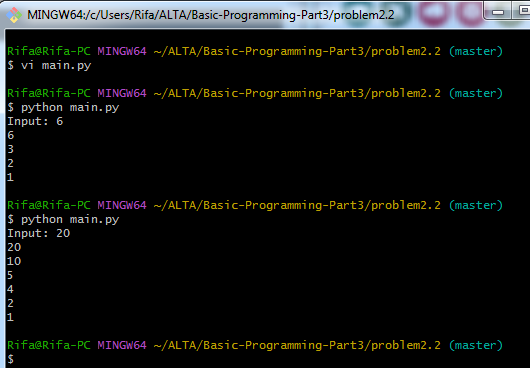 MINGW64:/c/Users/Rifa/ALTA/Basic-Programming-Part3/problem2.2
Rifa@Rifa-PC MINGW64 ~/ALTA/Basic-Programming-Part3/problem2.2 (master)
$ vi main.py
Rifa@Rifa-PC MINGW64 ~/ALTA/Basic-Programming-Part3/problem2.2 (master)
$ python main.py
Input: 6
6
3
2
1
Rifa@Rifa-PC MINGW64 ~/ALTA/Basic-Programming-Part3/problem2.2 (master)
$ python main.py
Input: 20
20
10
5
4
2
1
Rifa@Rifa-PC MINGW64 ~/ALTA/Basic-Programming-Part3/problem2.2 (master)
$